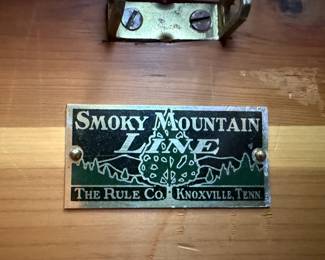 SMOKY MOUNTAIN
LINE
THE RULE CO. KNOXVILLE, TENN.